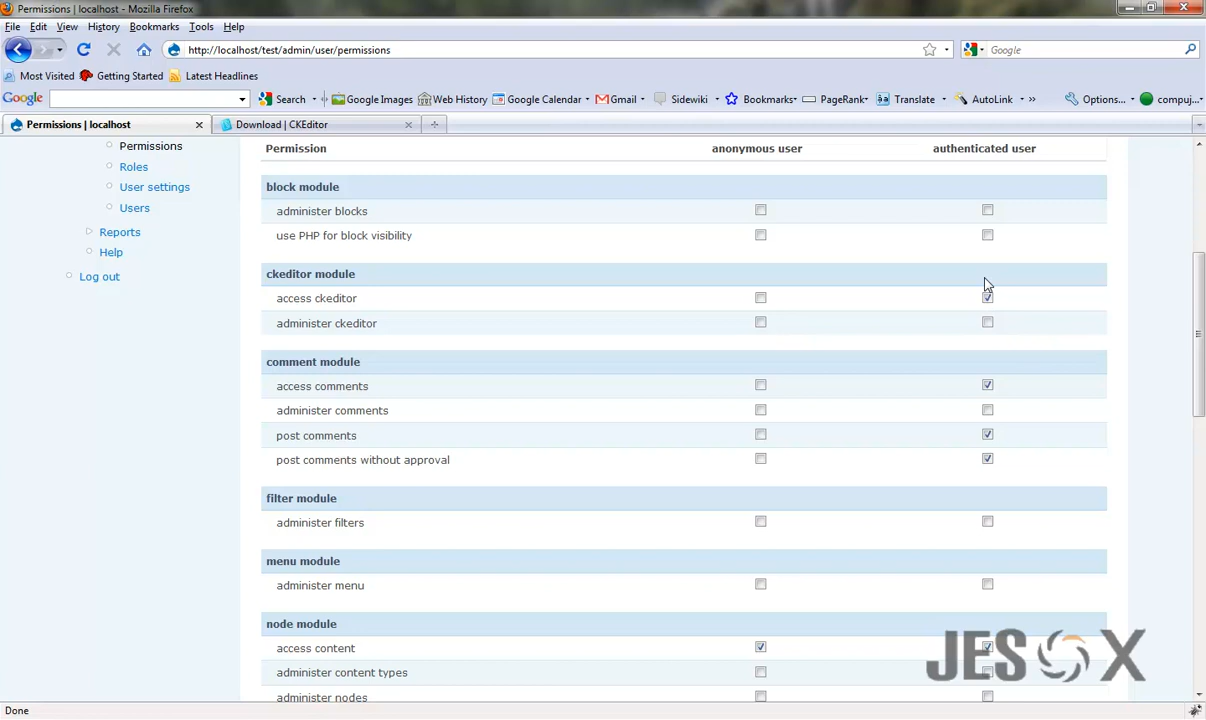 Permissions | localhost - Mozilla Firefox
File Edit View History Bookmarks Tools Help
http://localhost/test/admin/user/permissions
Google
Most Visited Getting Started Latest Headlines
Google Search Google Images Web History Google Calendar Gmail Sidewiki Bookmarks PageRank Translate AutoLink » Options... compuj...
Permissions | localhost Download | CKEditor
Permissions
Roles
User settings
Users
Reports
Help
Log out
Permission anonymous user authenticated user
block module
administer blocks
use PHP for block visibility
ckeditor module
access ckeditor
administer ckeditor
comment module
access comments
administer comments
post comments
post comments without approval
filter module
administer filters
menu module
administer menu
node module
access content
administer content types
administer nodes
JESOX
Done